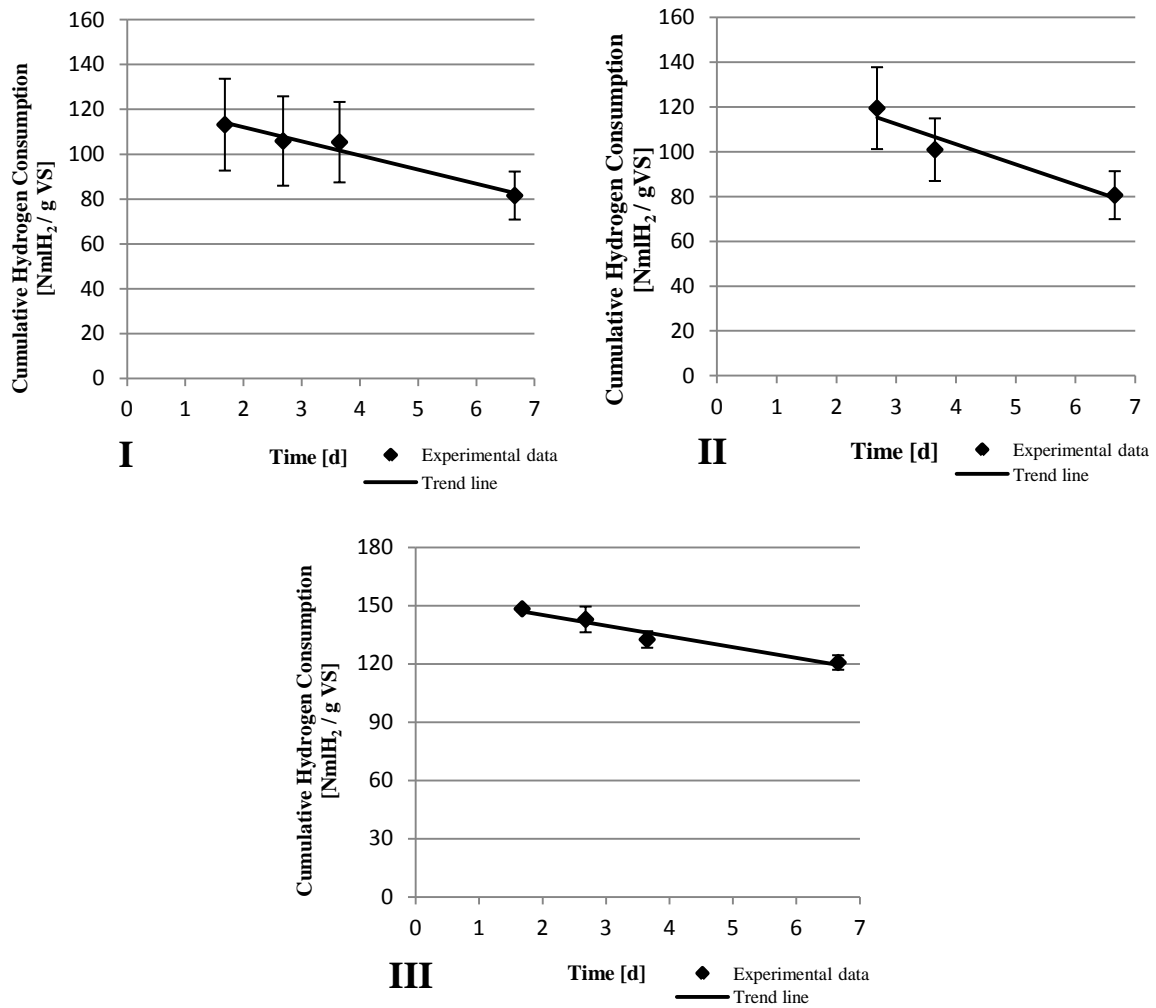 160
140
120
100
80
60
40
20
0
0 1 2 3 4 5 6 7
Cumulative Hydrogen Consumption
[NmlH₂ / g VS]
I
Time [d]
Experimental data
Trend line
160
140
120
100
80
60
40
20
0
0 1 2 3 4 5 6 7
Cumulative Hydrogen Consumption
[NmlH₂ / g VS]
II
Time [d]
Experimental data
Trend line
180
150
120
90
60
30
0
0 1 2 3 4 5 6 7
Cumulative Hydrogen Consumption
[NmlH₂ / g VS]
III
Time [d]
Experimental data
Trend line